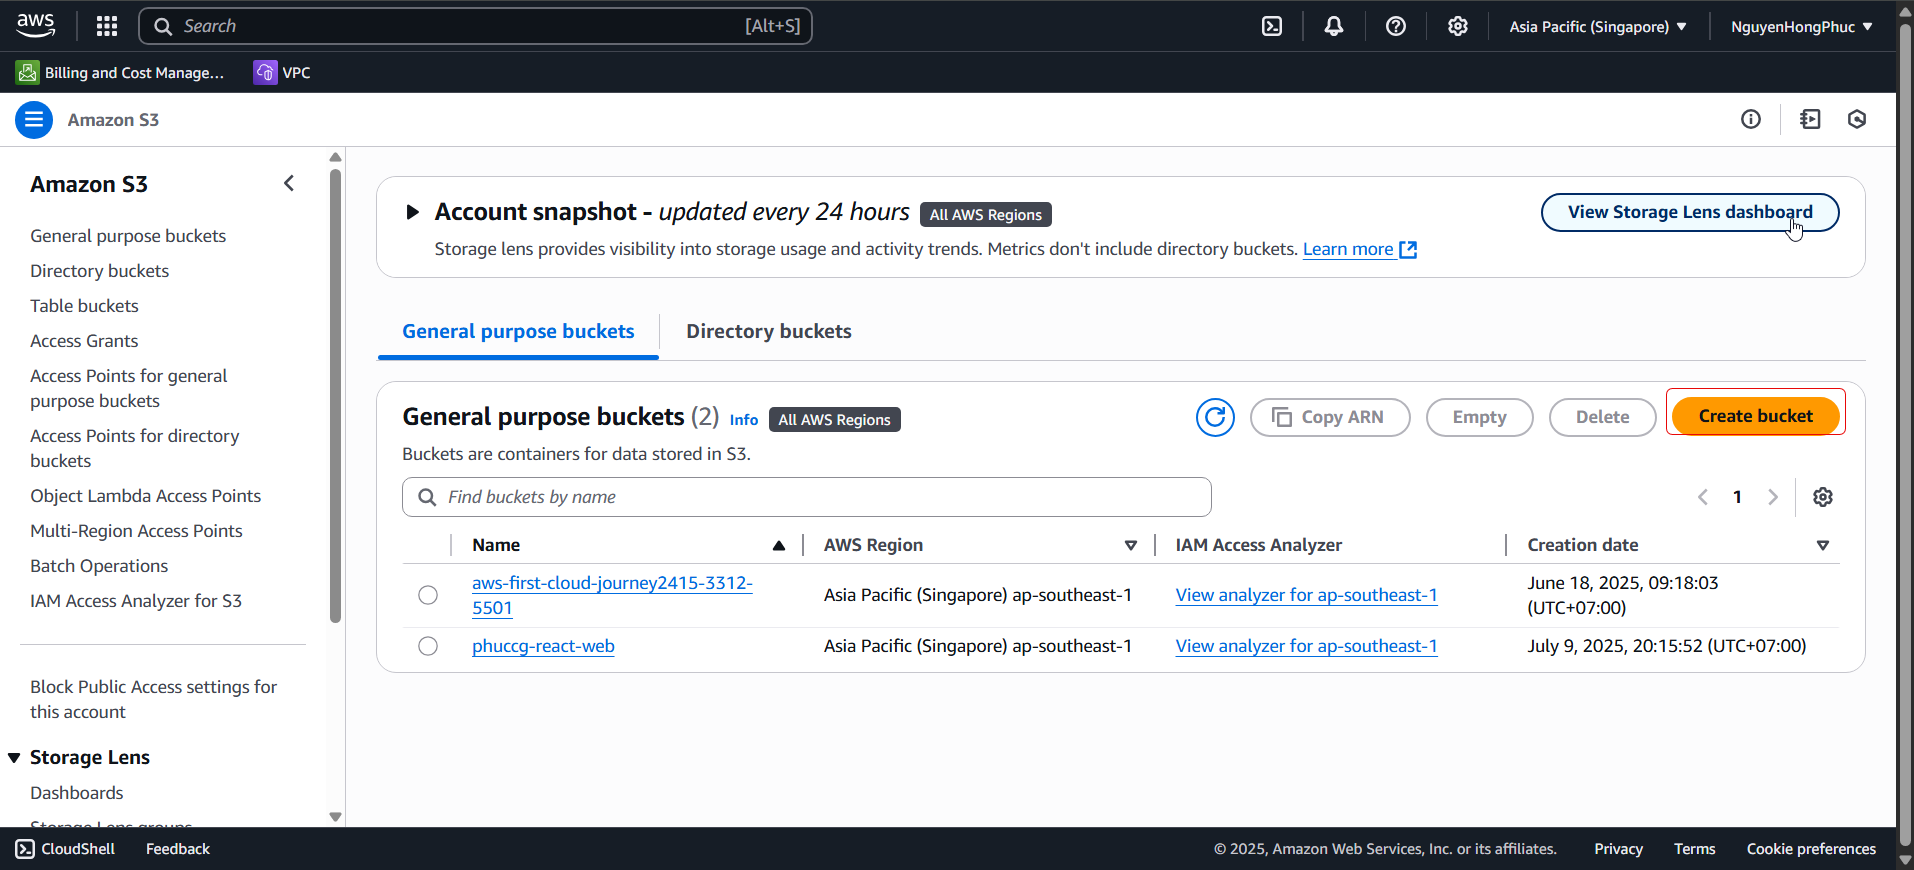 aws
Search [Alt+S]
Asia Pacific (Singapore)
NguyenHongPhuc
Billing and Cost Manage...
VPC
Amazon S3
Amazon S3
General purpose buckets
Directory buckets
Table buckets
Access Grants
Access Points for general
purpose buckets
Access Points for directory
buckets
Object Lambda Access Points
Multi-Region Access Points
Batch Operations
IAM Access Analyzer for S3
Block Public Access settings for
this account
Storage Lens
Dashboards
Storage Lens groups
Account snapshot - updated every 24 hours All AWS Regions
View Storage Lens dashboard
Storage lens provides visibility into storage usage and activity trends. Metrics don't include directory buckets. Learn more
General purpose buckets
Directory buckets
General purpose buckets (2) Info All AWS Regions
Copy ARN
Empty
Delete
Create bucket
Buckets are containers for data stored in S3.
Find buckets by name
1
Name AWS Region IAM Access Analyzer Creation date
aws-first-cloud-journey2415-3312-
5501
Asia Pacific (Singapore) ap-southeast-1
View analyzer for ap-southeast-1
June 18, 2025, 09:18:03
(UTC+07:00)
phuccg-react-web Asia Pacific (Singapore) ap-southeast-1 View analyzer for ap-southeast-1 July 9, 2025, 20:15:52 (UTC+07:00)
CloudShell
Feedback
© 2025, Amazon Web Services, Inc. or its affiliates.
Privacy
Terms
Cookie preferences